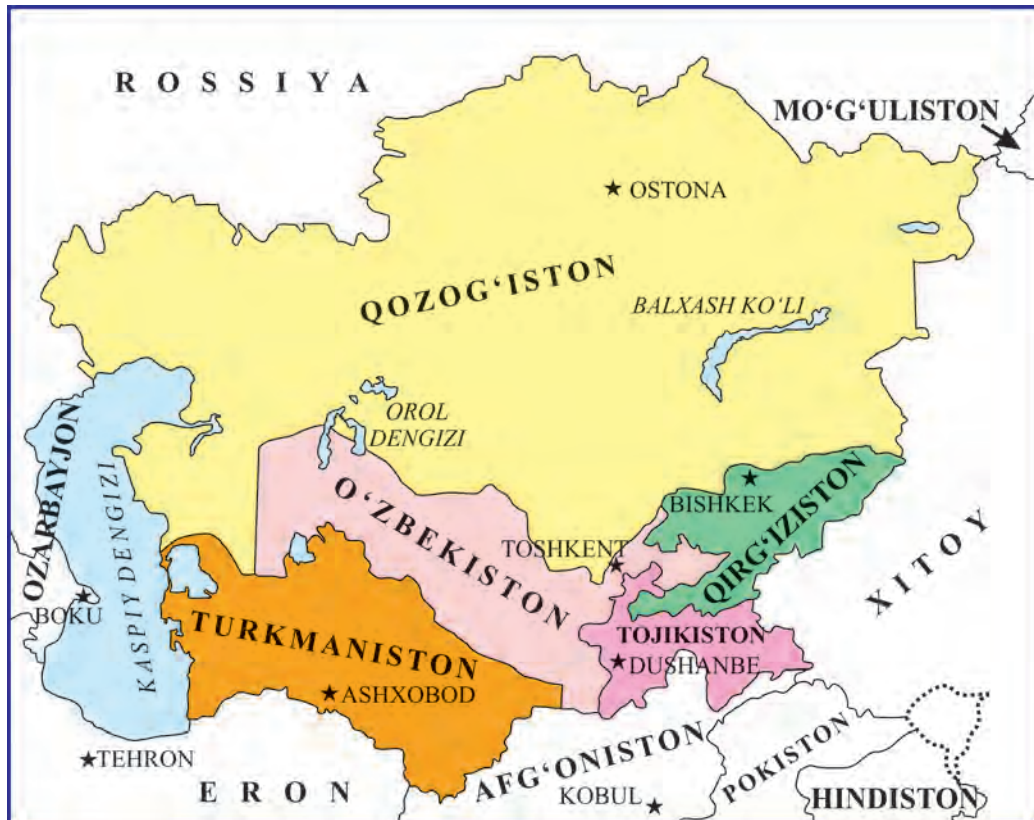 ROSSIYA
MO‘G‘ULISTON
OSTONA
QOZOG‘ISTON
BALXASH KO‘LI
OROL
DENGIZI
OZARBAYJON
KASPIY DENGIZI
BOKU
O‘ZBEKISTON
TOSHKENT
BISHKEK
QIRG‘IZISTON
XITOY
TURKMANISTON
ASHXOBOD
TOJIKISTON
DUSHANBE
TEHRON
ERON
AFG‘ONISTON
KOBUL
POKISTON
HINDISTON